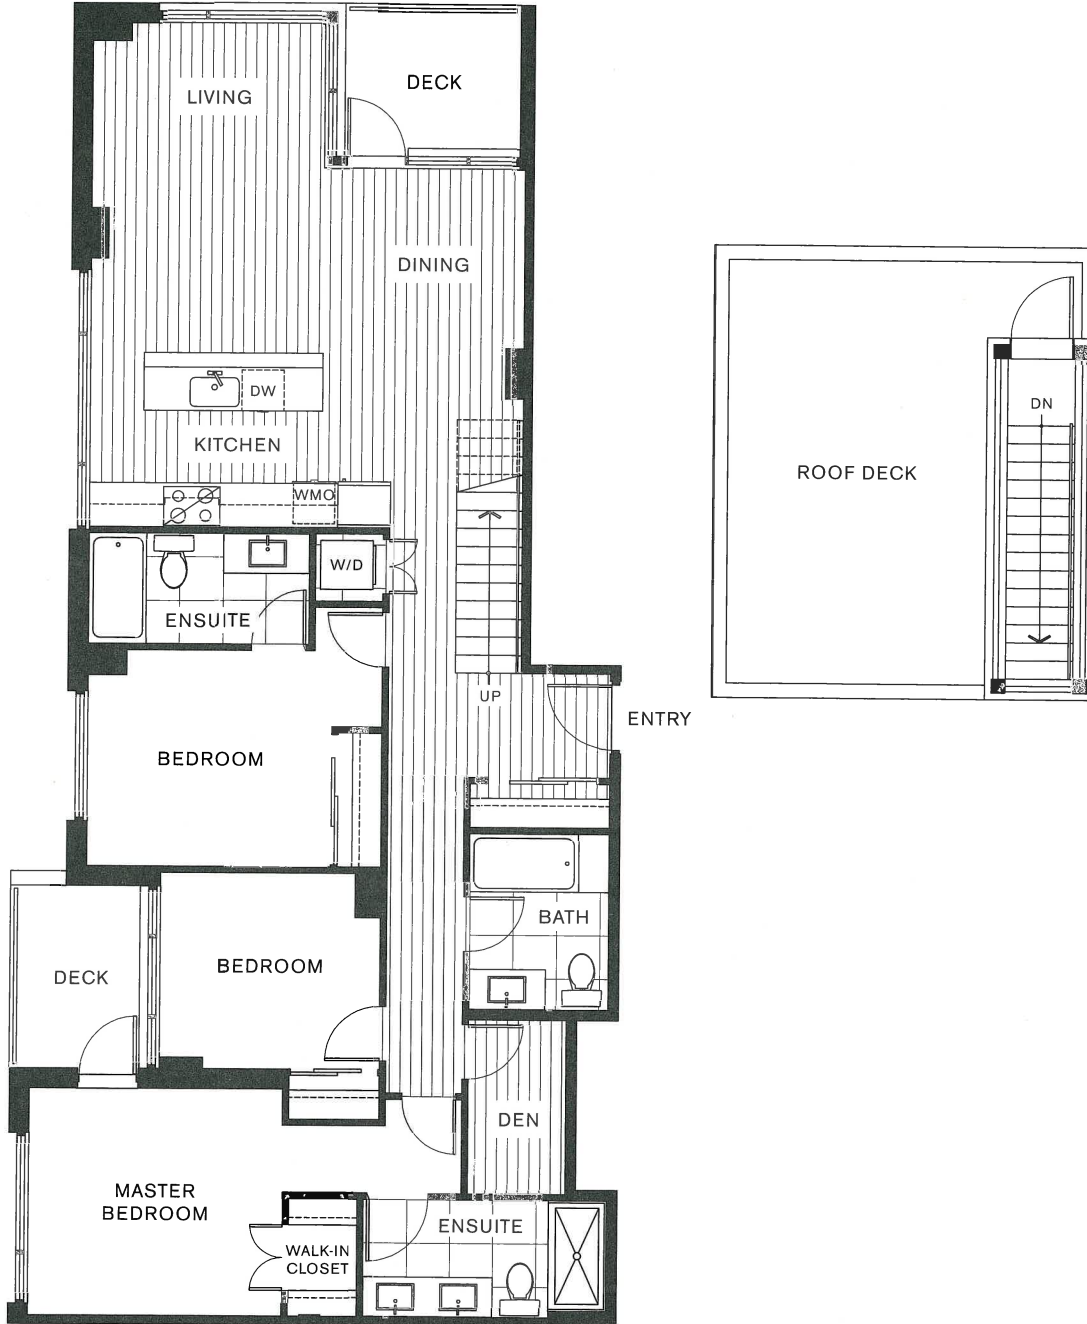 DECK
LIVING
DINING
DW
KITCHEN
WMO
W/D
ENSUITE
UP
ENTRY
BEDROOM
BATH
BEDROOM
DECK
DEN
MASTER
BEDROOM
ENSUITE
WALK-IN
CLOSET
DN
ROOF DECK